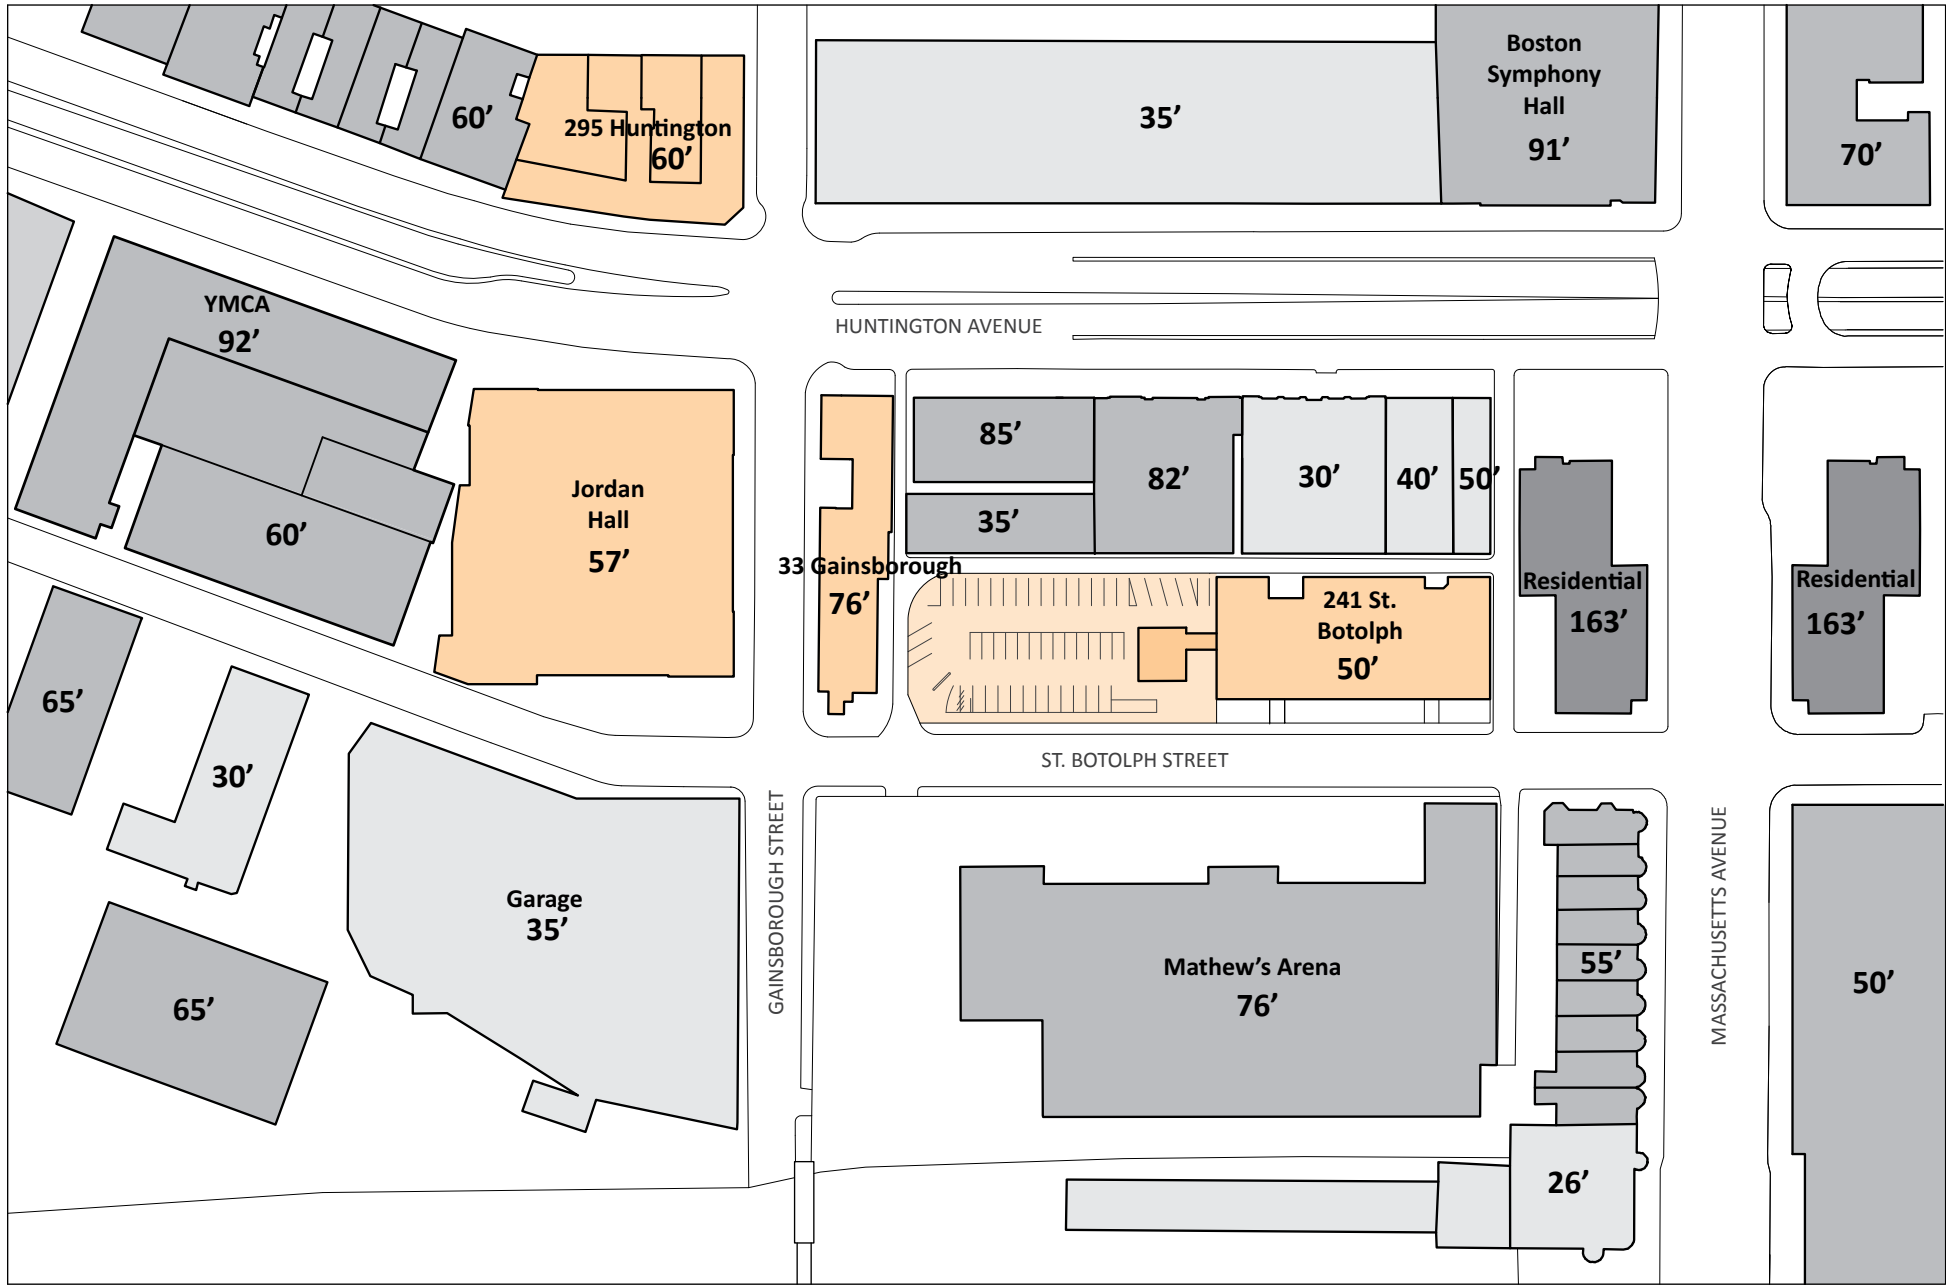 Boston
Symphony
Hall
91’
35’
60’
295 Huntington
60’
70’
YMCA
92’
HUNTINGTON AVENUE
85’
82’
30’
40’
50’
35’
Jordan
Hall
57’
60’
33 Gainsborough
76’
241 St.
Botolph
50’
Residential
163’
Residential
163’
65’
30’
ST. BOTOLPH STREET
GAINSBOROUGH STREET
MASSACHUSETTS AVENUE
Garage
35’
Mathew’s Arena
76’
55’
50’
65’
26’